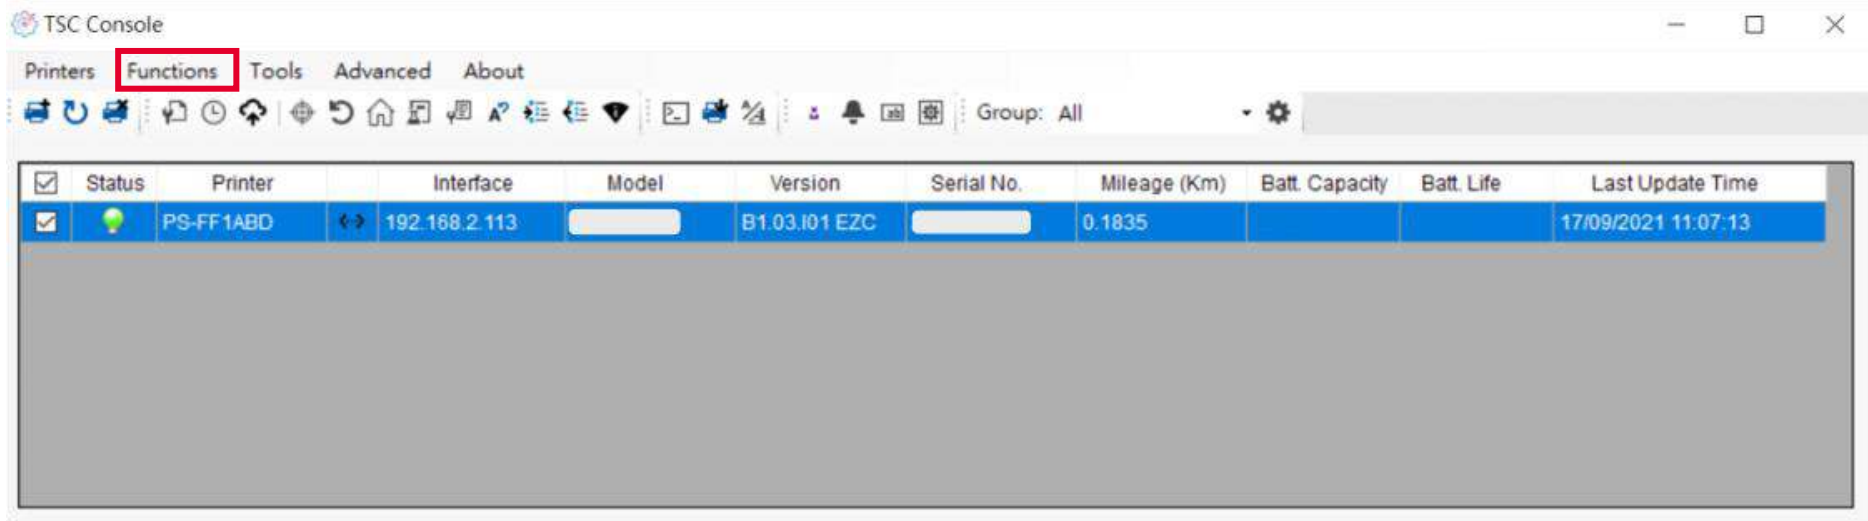 TSC Console
Printers Functions Tools Advanced About
Group: All
Status Printer Interface Model Version Serial No. Mileage (Km) Batt. Capacity Batt. Life Last Update Time
PS-FF1ABD 192.168.2.113 B1.03.I01 EZC 0.1835 17/09/2021 11:07:13